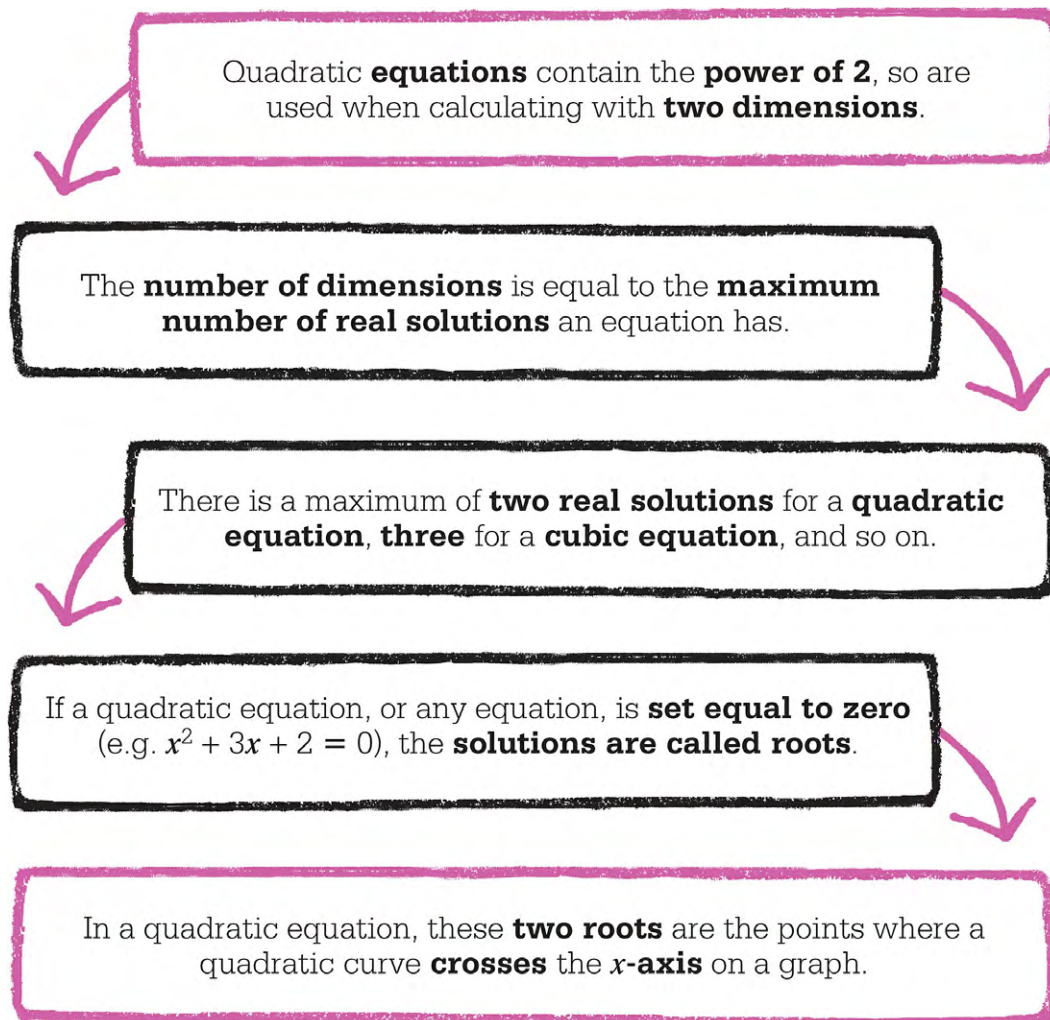 Quadratic equations contain the power of 2, so are
used when calculating with two dimensions.
The number of dimensions is equal to the maximum
number of real solutions an equation has.
There is a maximum of two real solutions for a quadratic
equation, three for a cubic equation, and so on.
If a quadratic equation, or any equation, is set equal to zero
(e.g. x² + 3x + 2 = 0), the solutions are called roots.
In a quadratic equation, these two roots are the points where a
quadratic curve crosses the x-axis on a graph.